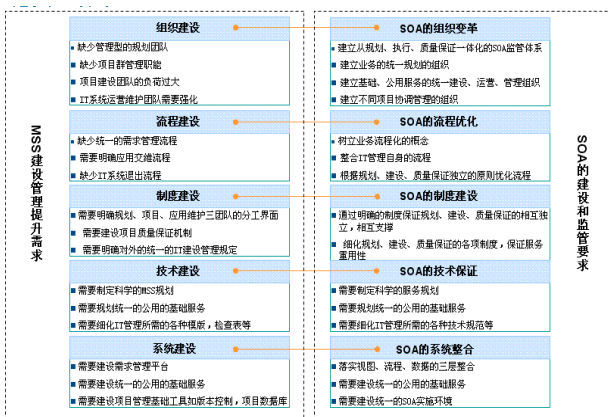 MSS建设管理提升需求
组织建设
缺少管理型的规划团队
缺少项目群管理职能
项目建设团队的负荷过大
IT系统运营维护团队需要强化
流程建设
缺少统一的需求管理流程
需要明确应用交维流程
缺少IT系统退出流程
制度建设
需要明确规划、项目、应用维护三团队的分工界面
需要建设项目质量保证机制
需要明确对外的统一的IT建设管理规定
技术建设
需要制定科学的MSS规划
需要规划统一的公用的基础服务
需要细化IT管理所需的各种模版，检查表等
系统建设
需要建设需求管理平台
需要建设统一的公用的基础服务
需要建设项目管理基础工具如版本控制，项目数据库
SOA的组织变革
建立从规划、执行、质量保证一体化的SOA监管体系
建立业务的统一规划的组织
建立基础、公用服务的统一建设、运营、管理组织
建立不同项目协调管理的组织
SOA的流程优化
树立业务流程化的概念
整合IT管理自身的流程
根据规划、建设、质量保证独立的原则优化流程
SOA的制度建设
通过明确的制度保证规划、建设、质量保证的相互独
立，相互支撑
细化规划、建设、质量保证的各项制度，保证服务
重用性
SOA的技术保证
需要制定科学的服务规划
需要规划统一的公用的基础服务
需要细化IT管理所需的各种技术规范等
SOA的系统整合
落实视图、流程、数据的三层整合
需要建设统一的公用的基础服务
需要建设统一的SOA实施环境
SOA的建设和监管要求